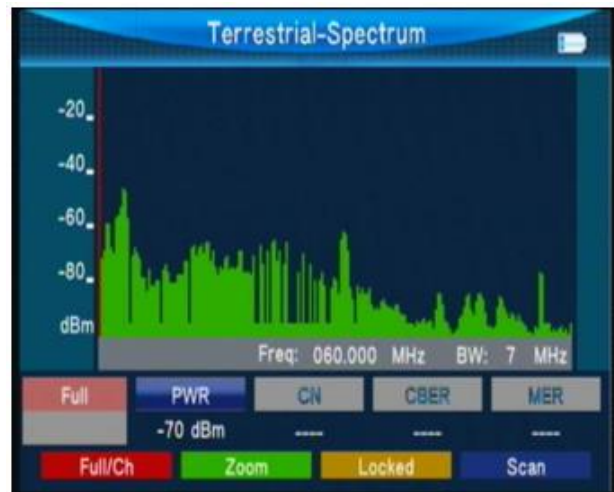 Terrestrial-Spectrum
-20
-40
-60
-80
dBm
Freq: 060.000 MHz BW: 7 MHz
Full PWR CN CBER MER
-70 dBm ---- ---- ----
Full/Ch Zoom Locked Scan